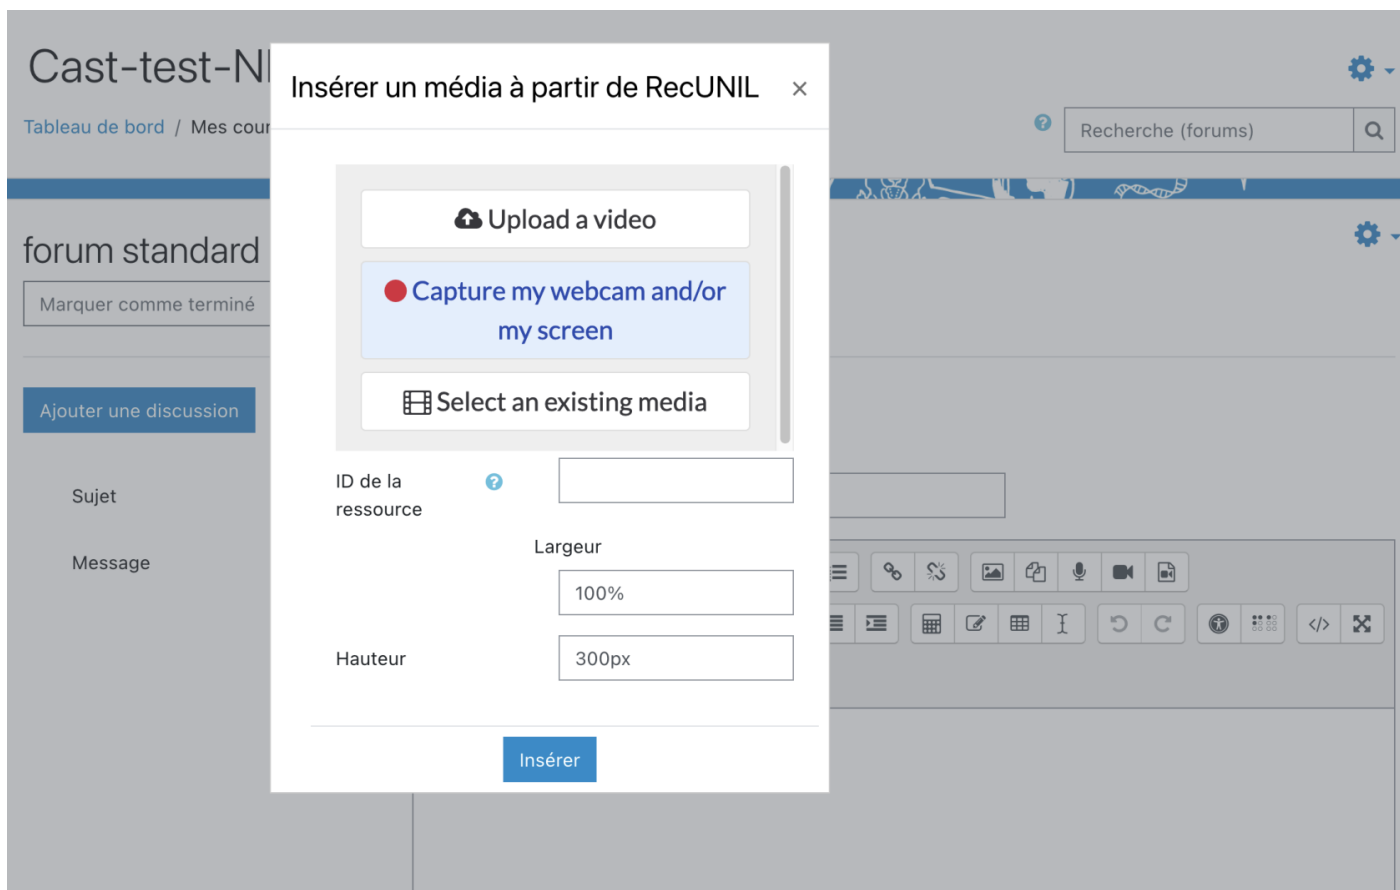 Cast-test-N
Tableau de bord / Mes cour
Recherche (forums)
forum standard
Marquer comme terminé
Ajouter une discussion
Sujet
Message
Insérer un média à partir de RecUNIL ×
Upload a video
Capture my webcam and/or
my screen
Select an existing media
ID de la
ressource
Largeur
100%
Hauteur
300px
Insérer